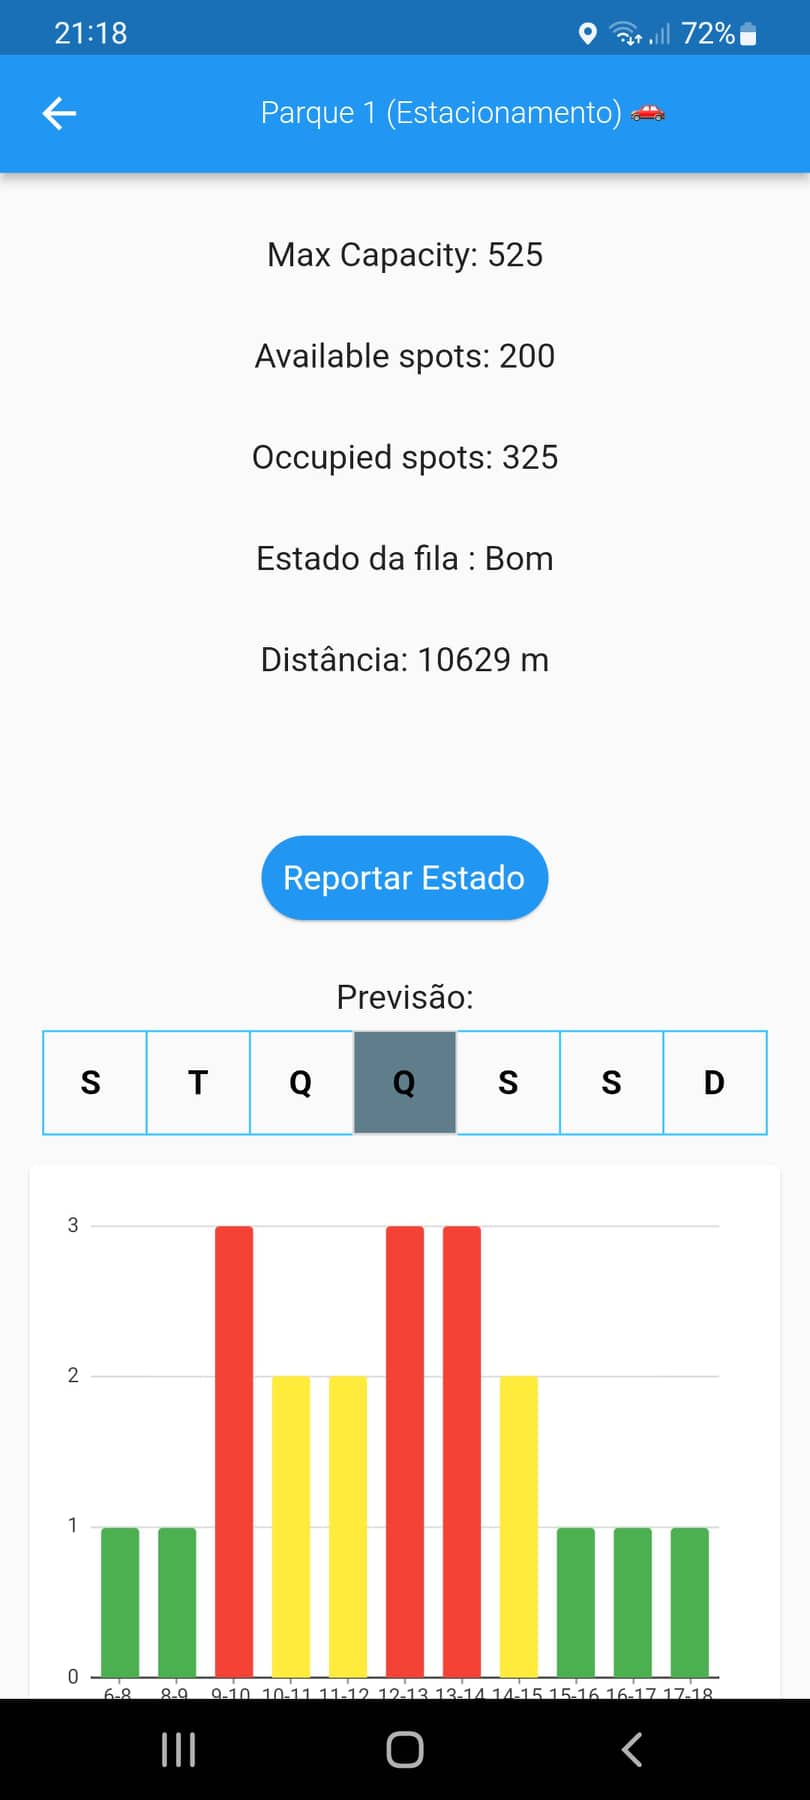 21:18
72%
Parque 1 (Estacionamento) 🚗
Max Capacity: 525
Available spots: 200
Occupied spots: 325
Estado da fila : Bom
Distância: 10629 m
Reportar Estado
Previsão:
S T Q Q S S D
3
2
1
0
6-8 8-9 9-10 10-11 11-12 12-13 13-14 14-15 15-16 16-17 17-18